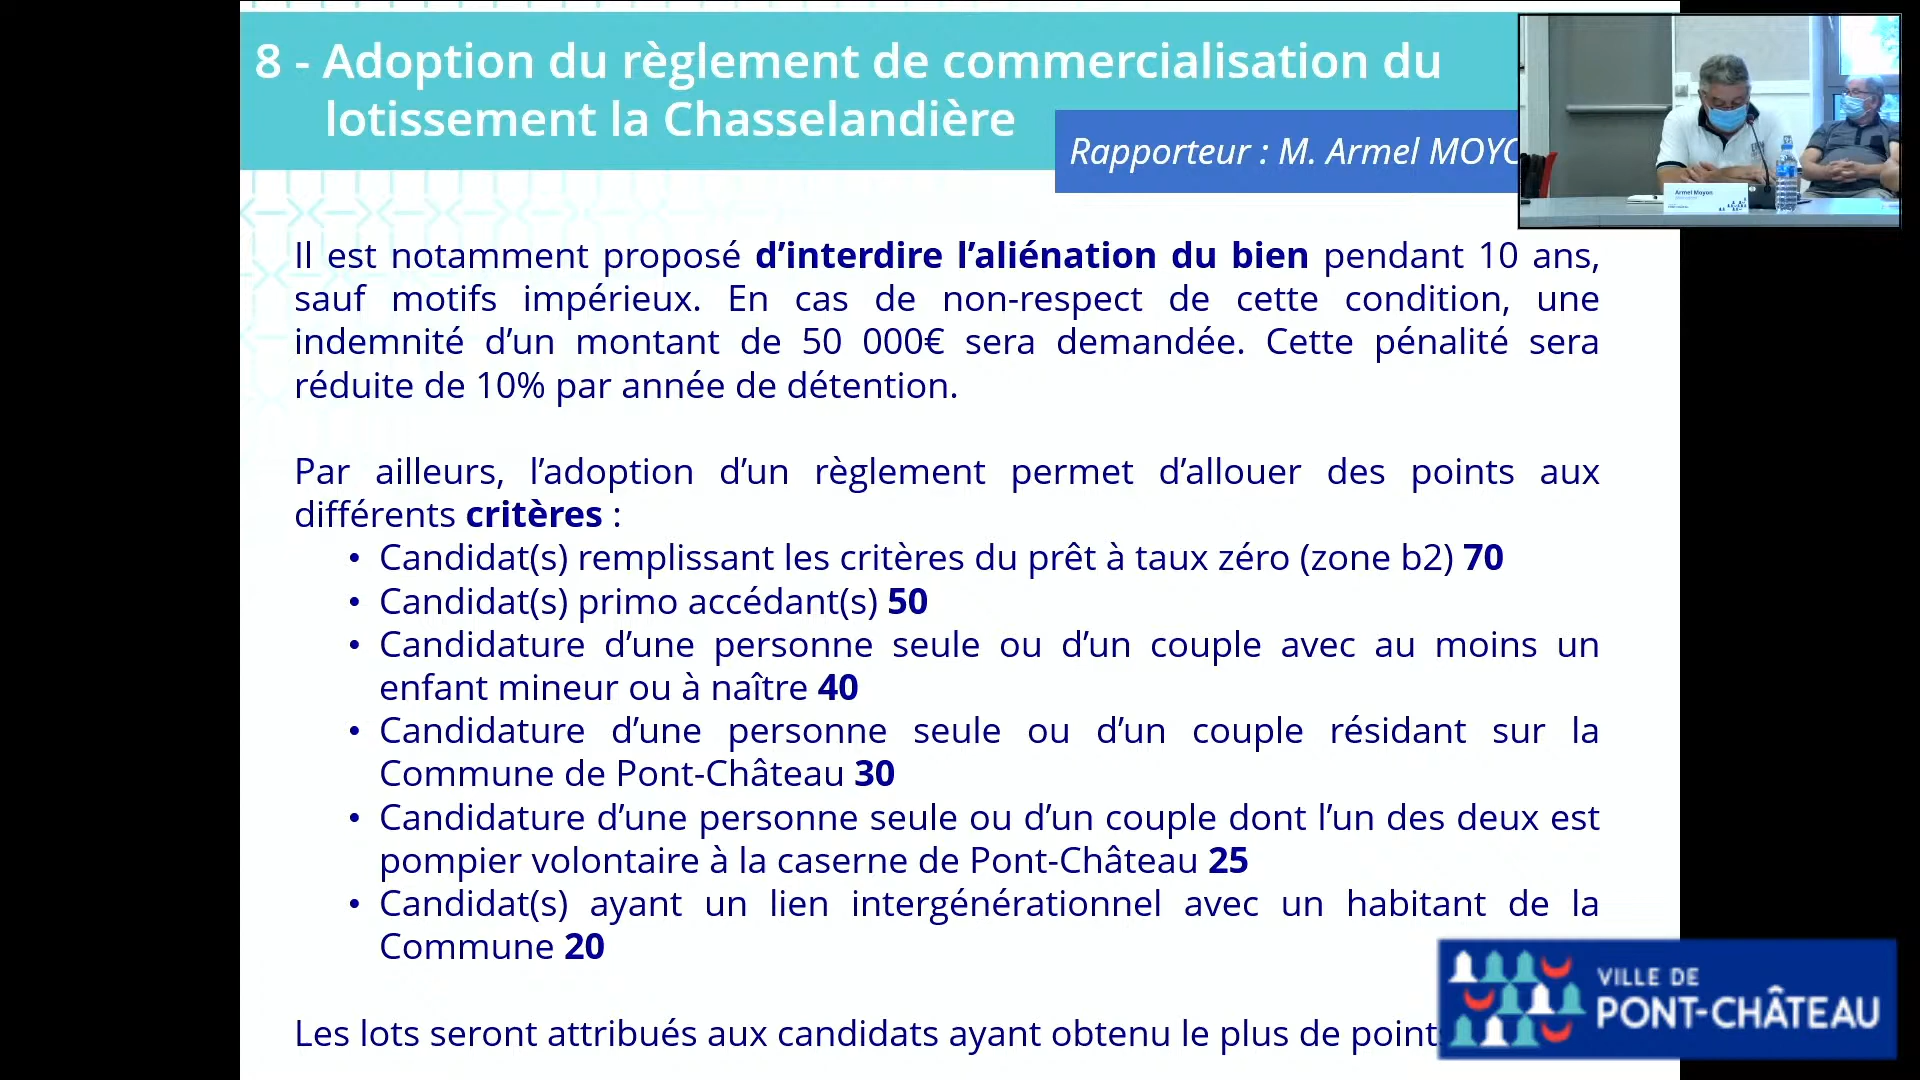 8 - Adoption du règlement de commercialisation du
lotissement la Chasselandière
Rapporteur : M. Armel MOYO
Armel Moyon
Il est notamment proposé d’interdire l’aliénation du bien pendant 10 ans,
sauf motifs impérieux. En cas de non-respect de cette condition, une
indemnité d’un montant de 50 000€ sera demandée. Cette pénalité sera
réduite de 10% par année de détention.
Par ailleurs, l’adoption d’un règlement permet d’allouer des points aux
différents critères :
• Candidat(s) remplissant les critères du prêt à taux zéro (zone b2) 70
• Candidat(s) primo accédant(s) 50
• Candidature d’une personne seule ou d’un couple avec au moins un
enfant mineur ou à naître 40
• Candidature d’une personne seule ou d’un couple résidant sur la
Commune de Pont-Château 30
• Candidature d’une personne seule ou d’un couple dont l’un des deux est
pompier volontaire à la caserne de Pont-Château 25
• Candidat(s) ayant un lien intergénérationnel avec un habitant de la
Commune 20
Les lots seront attribués aux candidats ayant obtenu le plus de point
VILLE DE
PONT-CHÂTEAU